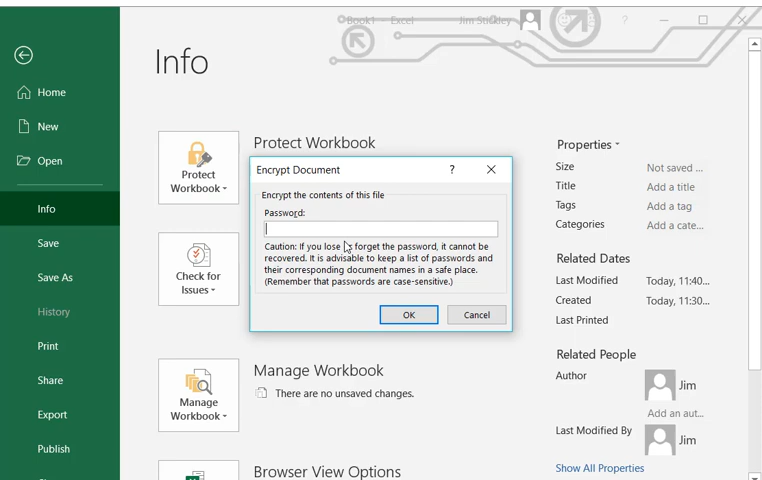 Book1 - Excel
Jim Stickley
?
Info
Home
New
Open
Info
Save
Save As
History
Print
Share
Export
Publish
Protect Workbook
Protect
Workbook
Check for
Issues
Manage
Workbook
Encrypt Document
?
Encrypt the contents of this file
Password:
Caution: If you lose or forget the password, it cannot be
recovered. It is advisable to keep a list of passwords and
their corresponding document names in a safe place.
(Remember that passwords are case-sensitive.)
OK
Cancel
Manage Workbook
There are no unsaved changes.
Browser View Options
Properties
Size
Not saved ...
Title
Add a title
Tags
Add a tag
Categories
Add a cate...
Related Dates
Last Modified
Today, 11:40...
Created
Today, 11:30...
Last Printed
Related People
Author
Jim
Add an aut...
Last Modified By
Jim
Show All Properties